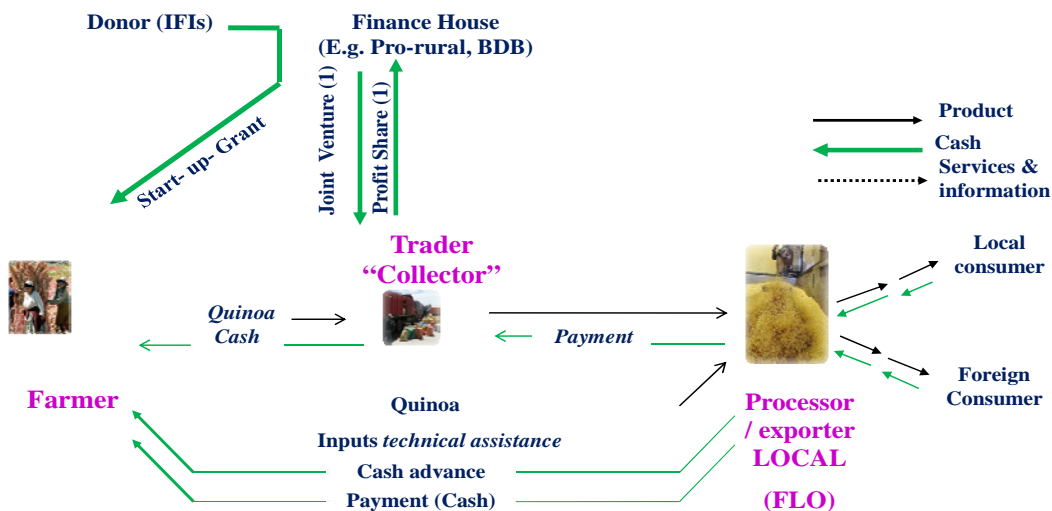 Donor (IFIs)
Finance House
(E.g. Pro-rural, BDB)
Start- up- Grant
Joint Venture (1)
Profit Share (1)
Product
Cash
Services &
information
Trader
“Collector”
Local
consumer
Quinoa
Cash
Payment
Farmer
Foreign
Consumer
Quinoa
Inputs technical assistance
Cash advance
Payment (Cash)
Processor
/ exporter
LOCAL
(FLO)